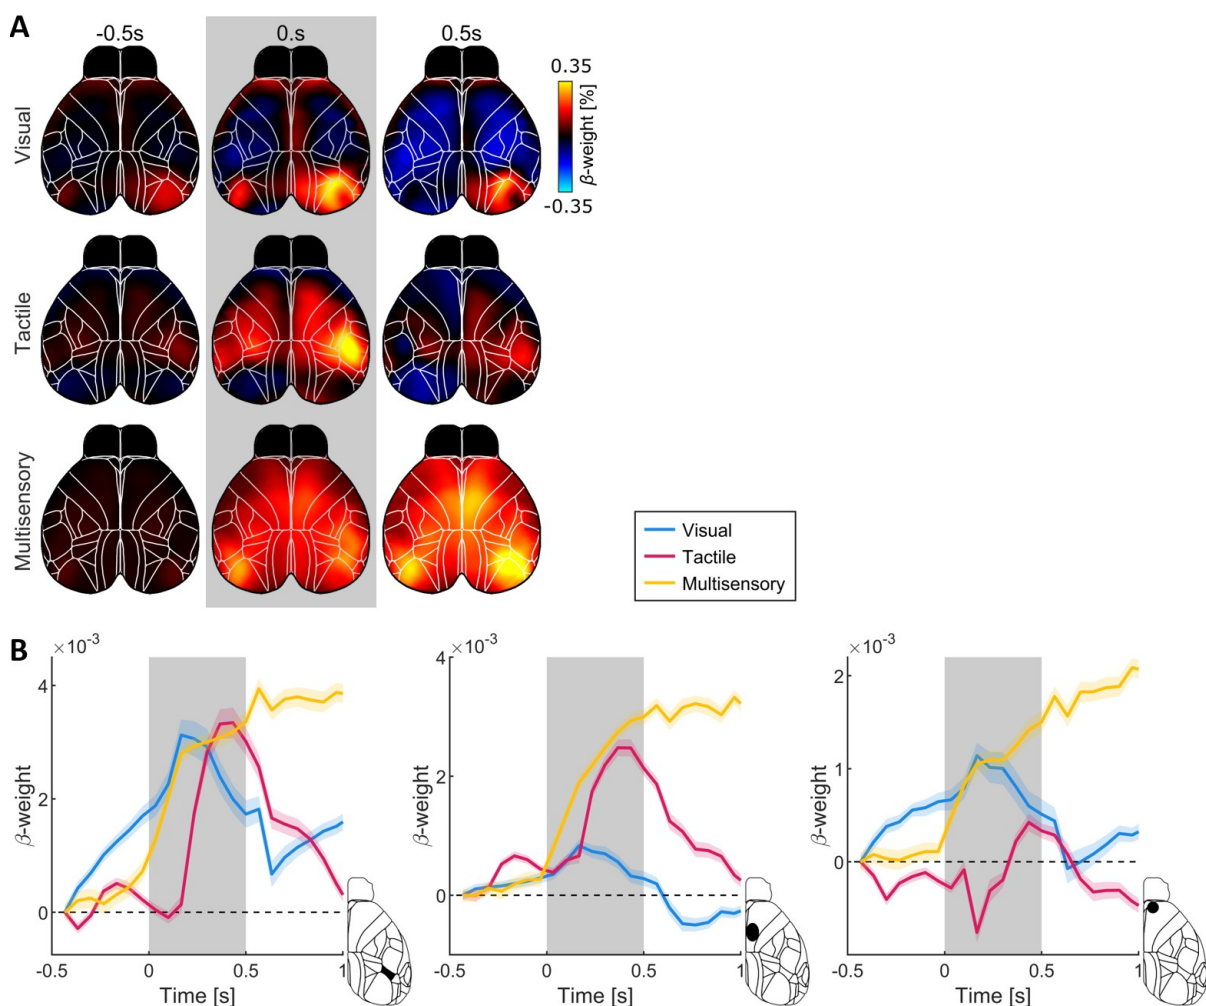 A
-0.5s 0.s 0.5s
0.35
β-weight [%]
-0.35
Visual
Tactile
Multisensory
Visual
Tactile
Multisensory
B
×10⁻³ ×10⁻³ ×10⁻³
4 4 2
2 2 1
0 0 0
β-weight β-weight β-weight
-0.5 0 0.5 1 -0.5 0 0.5 1 -0.5 0 0.5 1
Time [s] Time [s] Time [s]